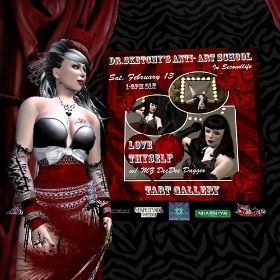 DR.SKETCHY'S ANTI-ART SCHOOL
In Secondlife
Sat. February 13
1-3PM SLT
LOVE
THYSELF
w/ MZ DeeDee Dagger
TART GALLERY